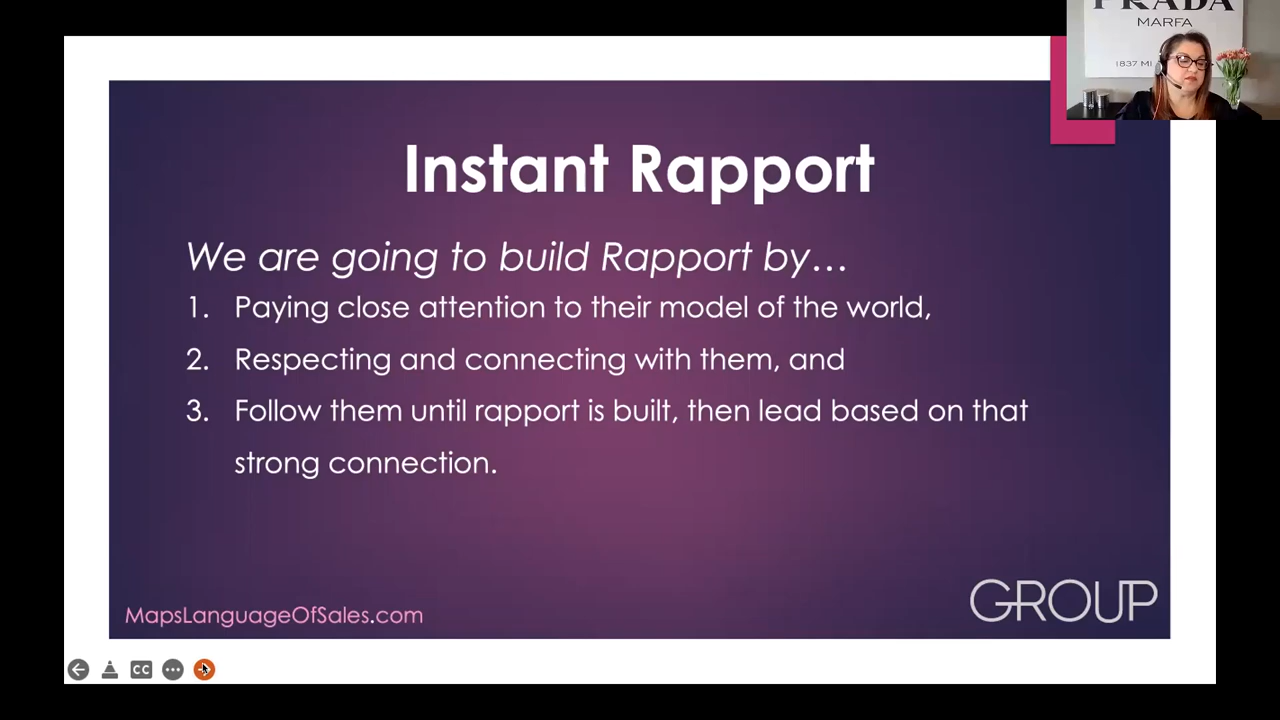 PRADA
MARFA
1837 MI
Instant Rapport
We are going to build Rapport by...
1. Paying close attention to their model of the world,
2. Respecting and connecting with them, and
3. Follow them until rapport is built, then lead based on that
strong connection.
MapsLanguageOfSales.com
GROUP
CC